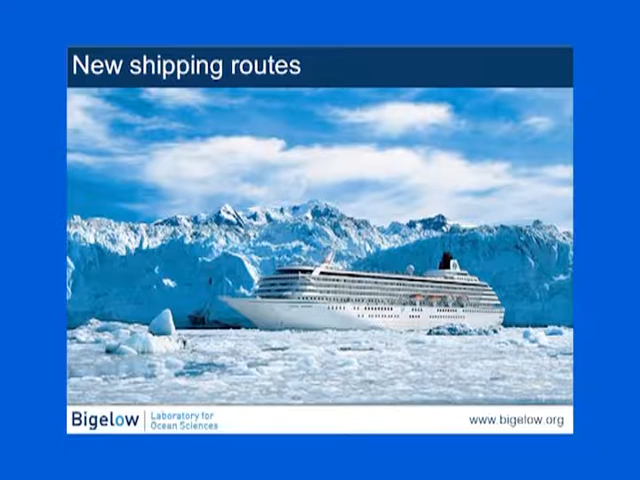 New shipping routes
Bigelow
Laboratory for
Ocean Sciences
www.bigelow.org